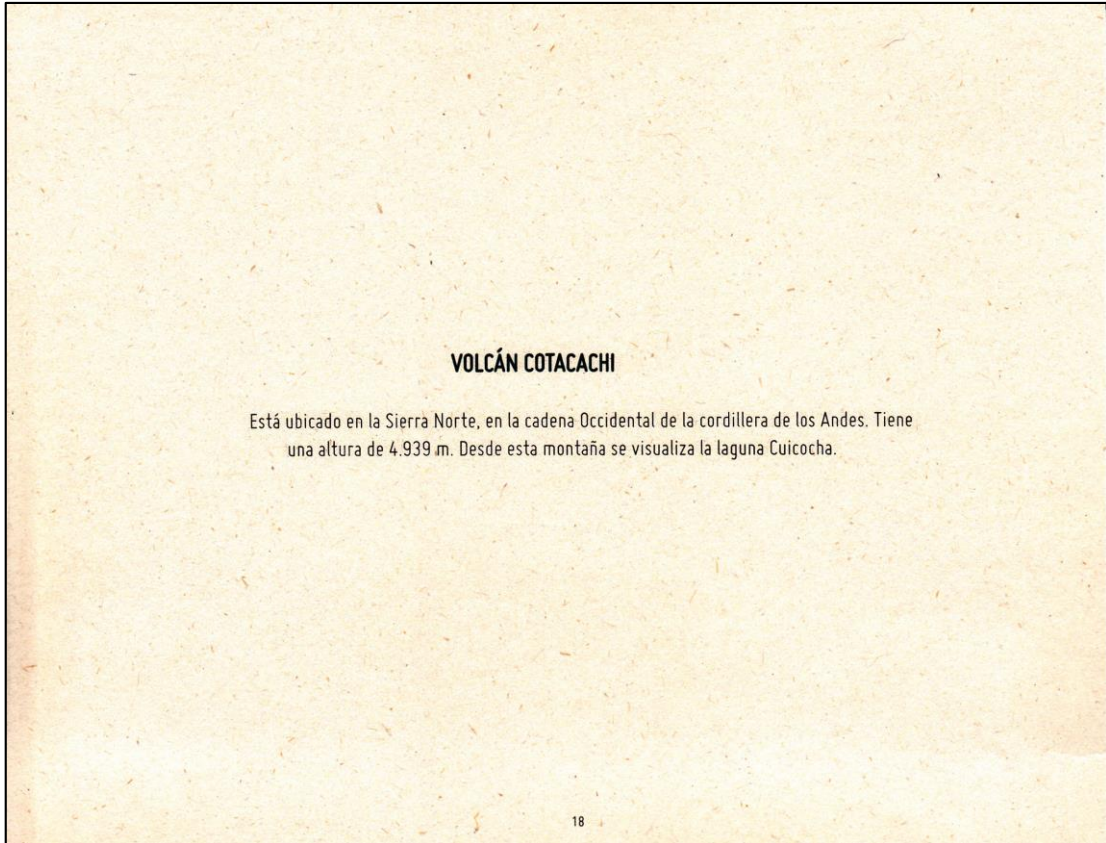 VOLCÁN COTACACHI
Está ubicado en la Sierra Norte, en la cadena Occidental de la cordillera de los Andes. Tiene
una altura de 4.939 m. Desde esta montaña se visualiza la laguna Cuicocha.
18